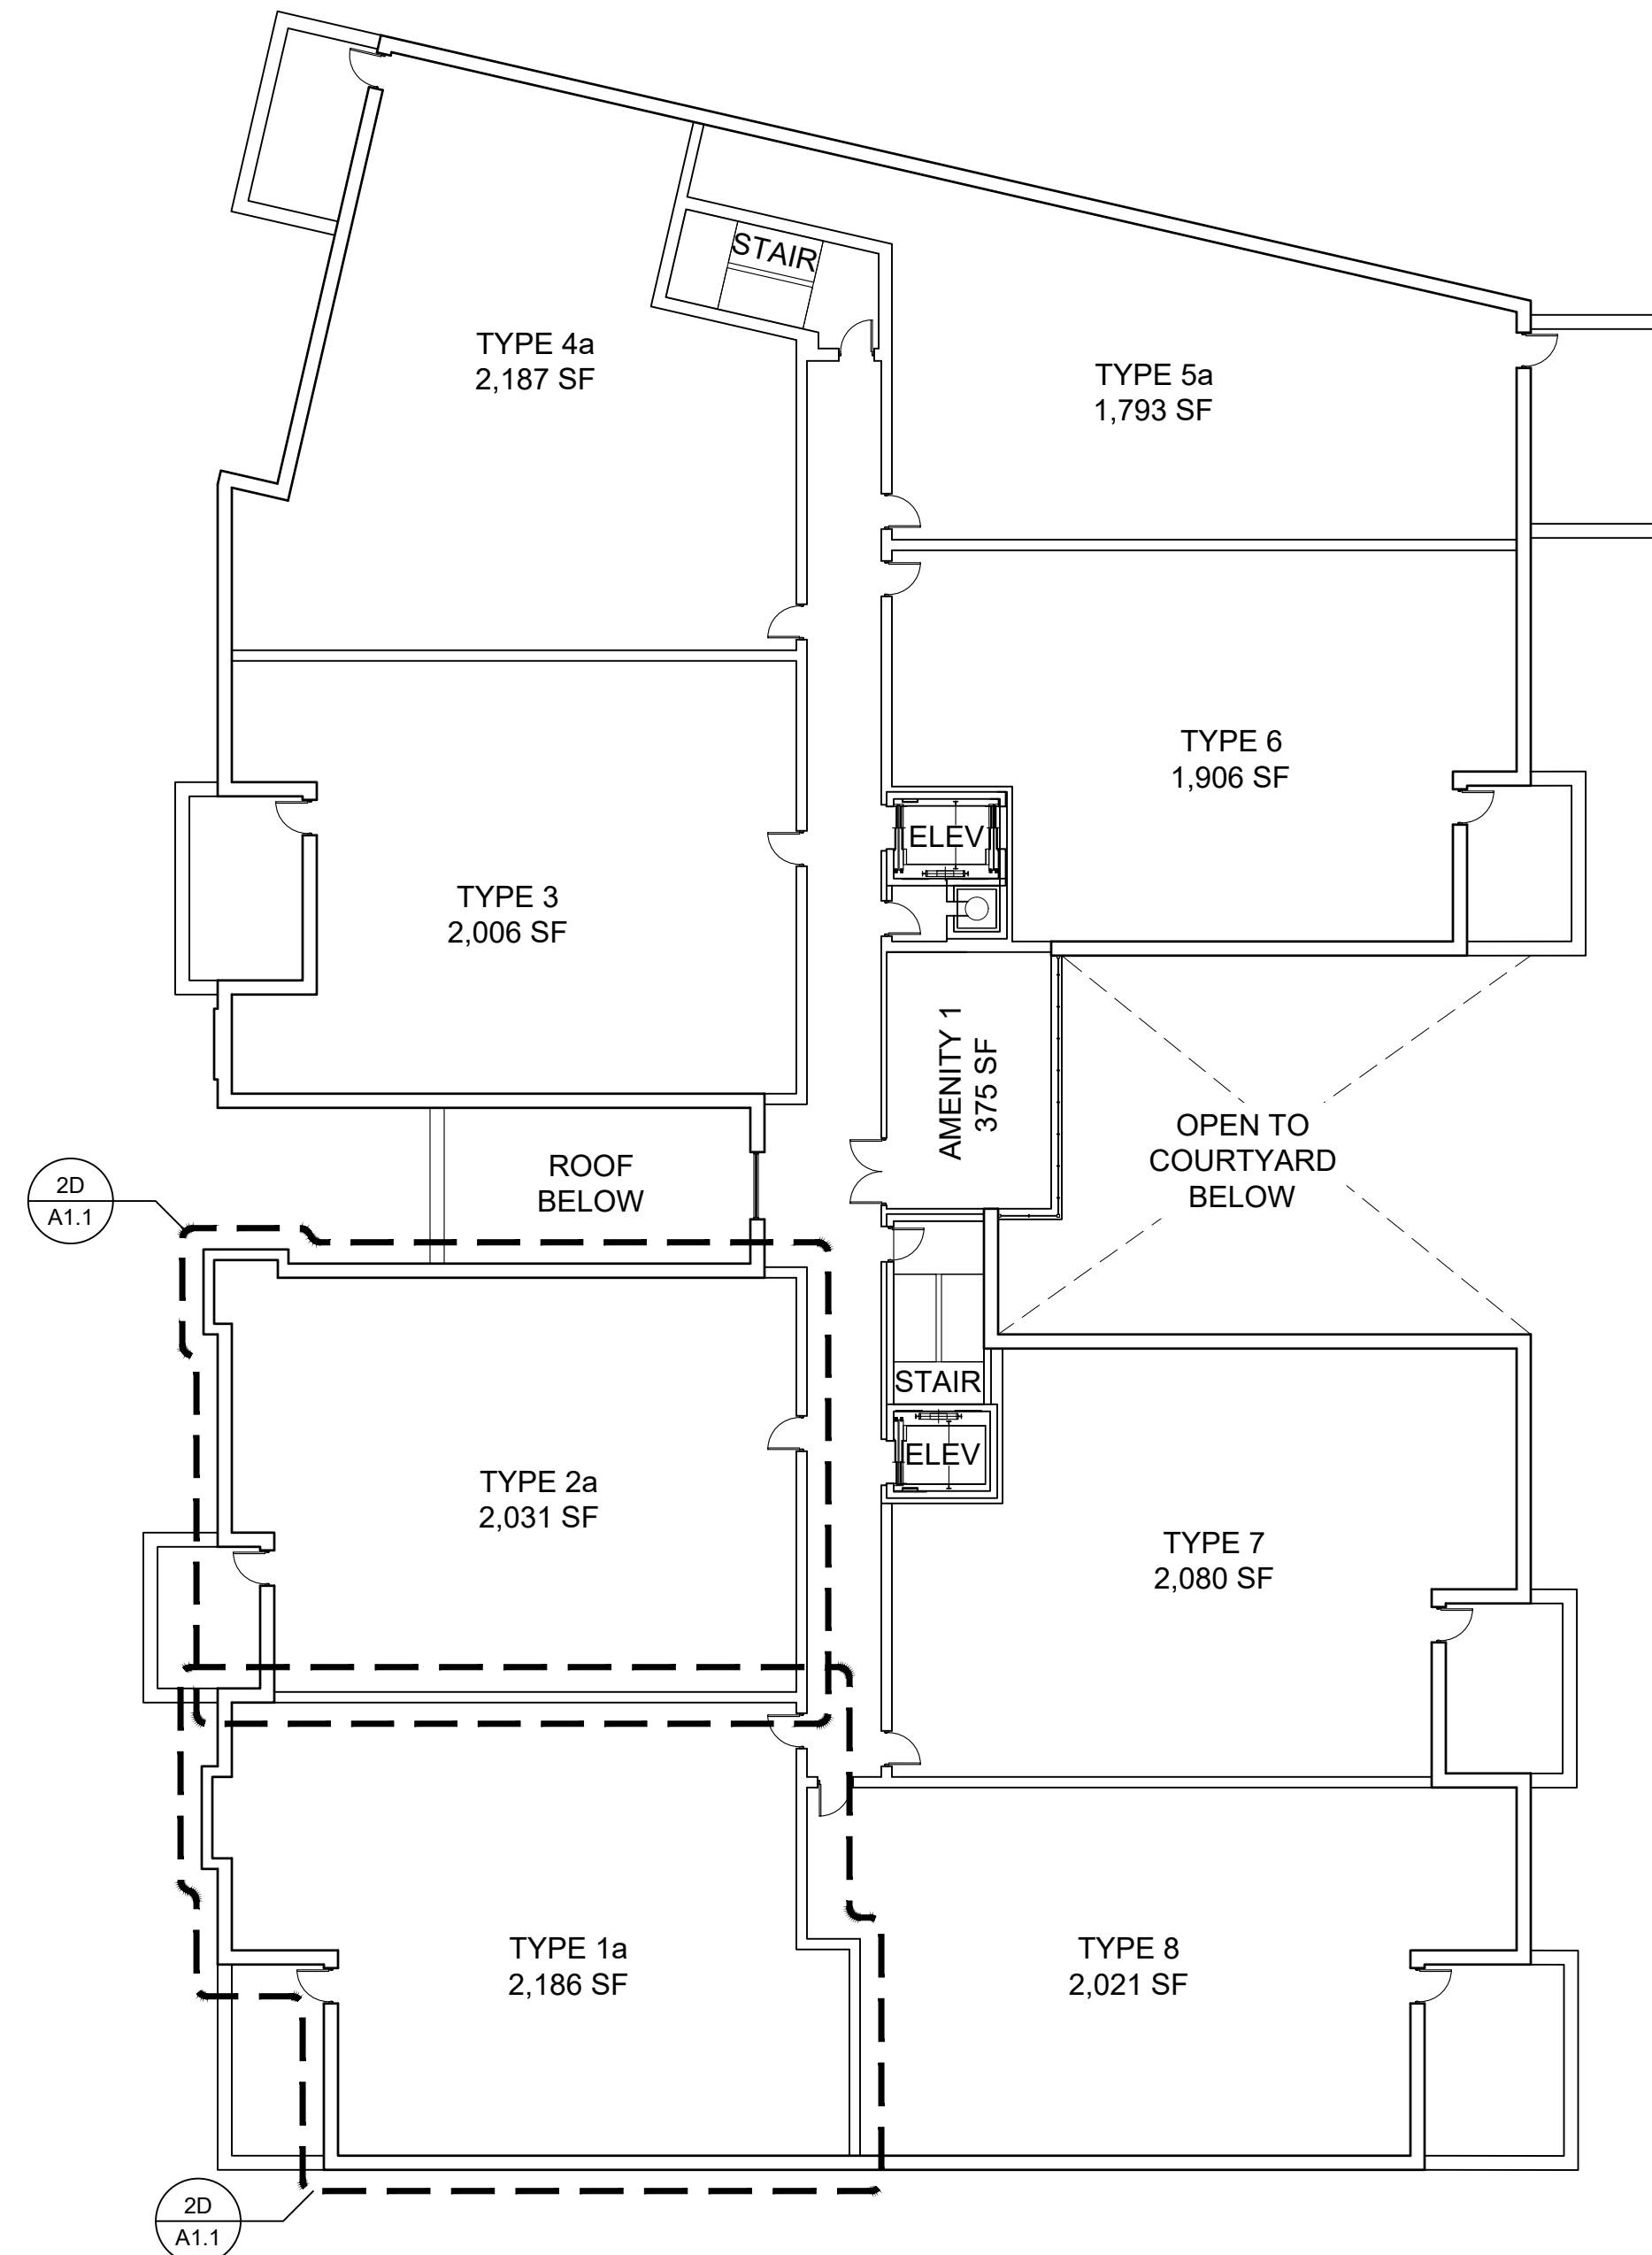 STAIR
TYPE 4a
2,187 SF
TYPE 5a
1,793 SF
TYPE 6
1,906 SF
ELEV
TYPE 3
2,006 SF
AMENITY 1
375 SF
OPEN TO
COURTYARD
BELOW
ROOF
BELOW
2D
A1.1
STAIR
ELEV
TYPE 2a
2,031 SF
TYPE 7
2,080 SF
TYPE 1a
2,186 SF
TYPE 8
2,021 SF
2D
A1.1